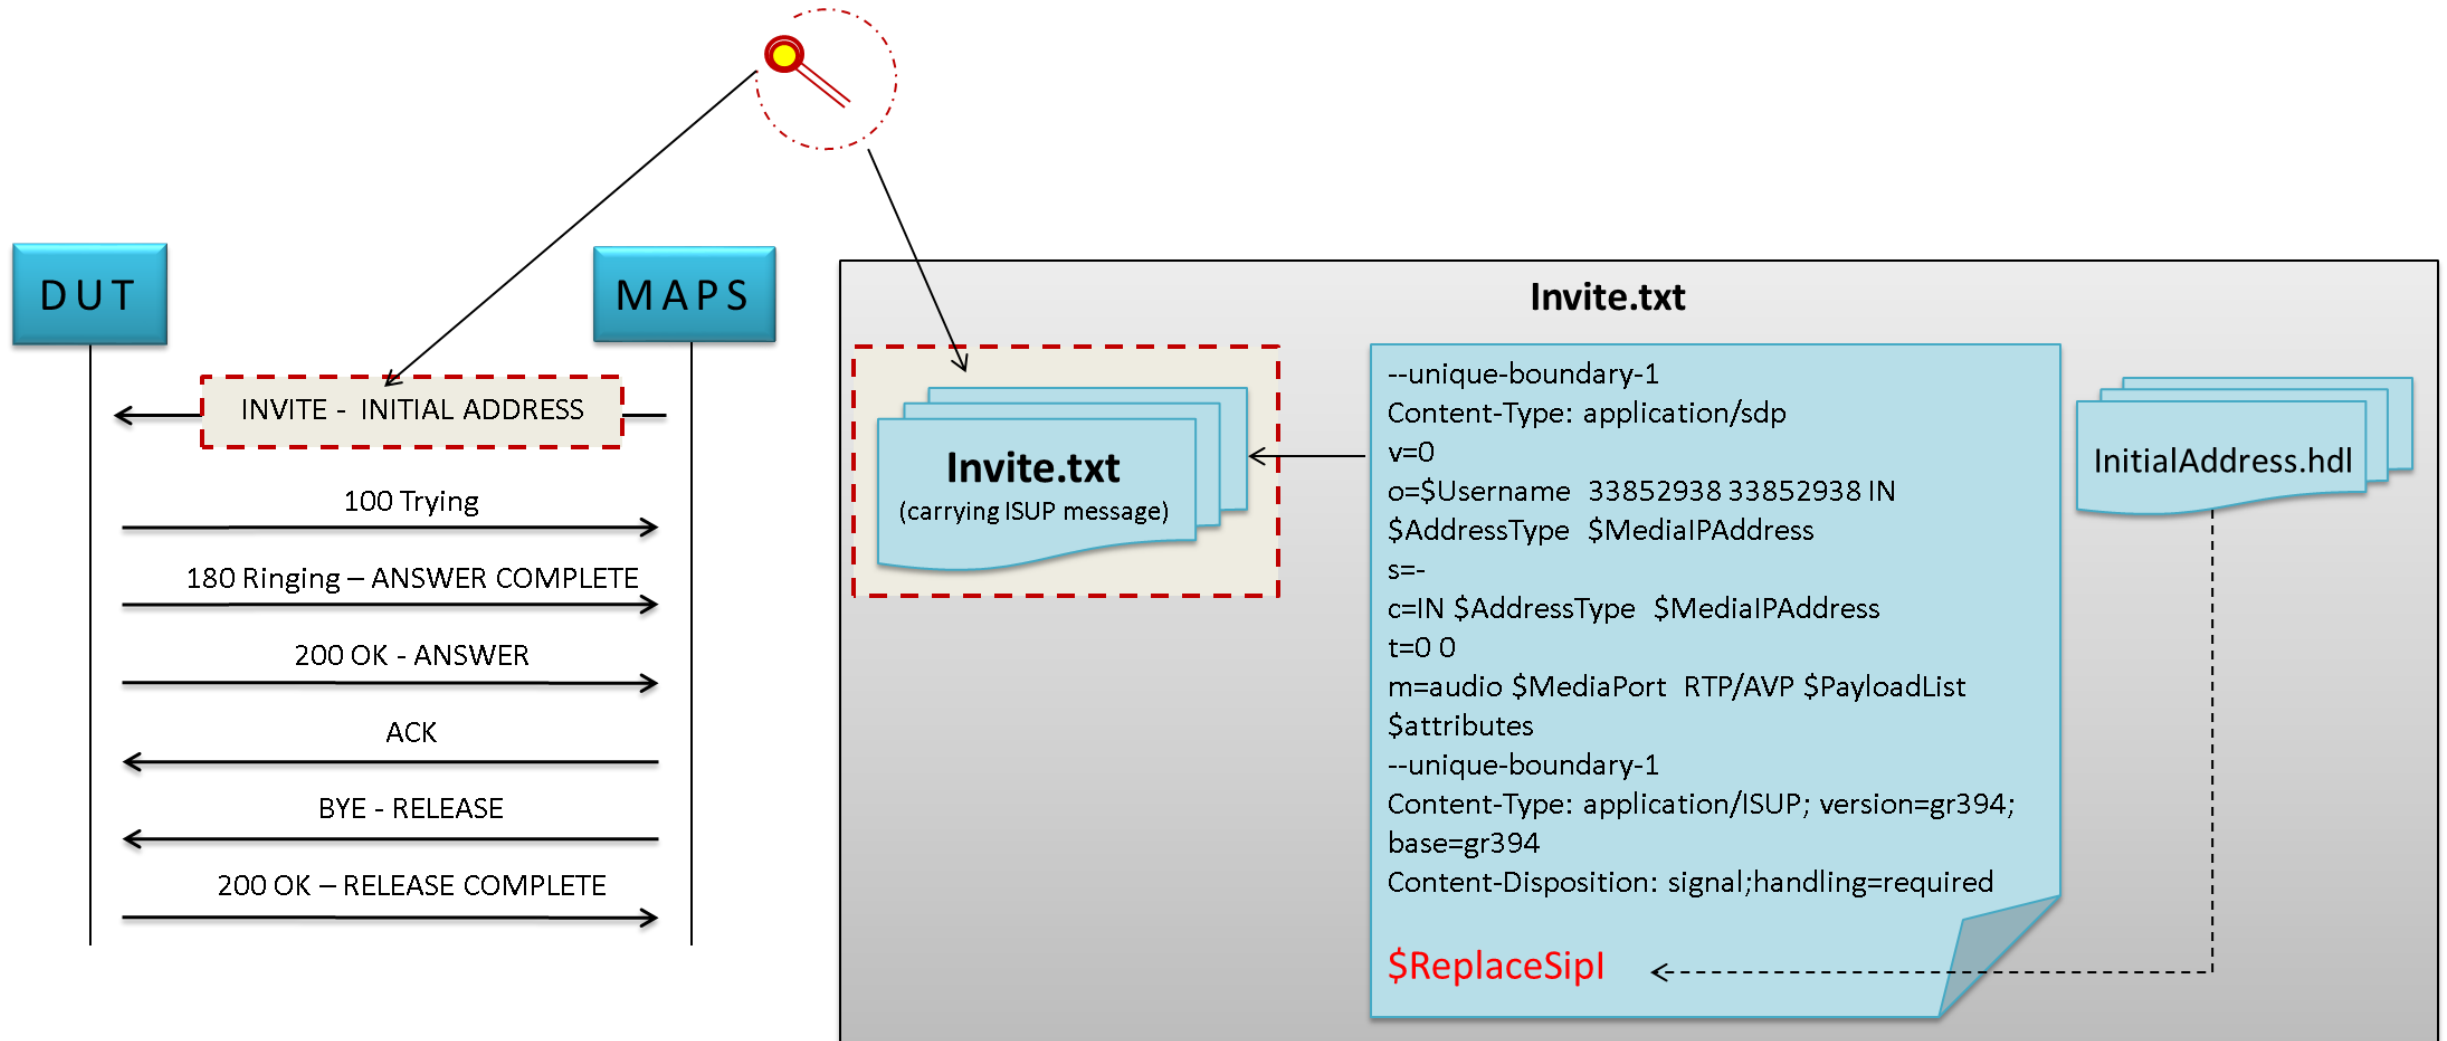 DUT
MAPS
INVITE - INITIAL ADDRESS
100 Trying
180 Ringing – ANSWER COMPLETE
200 OK - ANSWER
ACK
BYE - RELEASE
200 OK – RELEASE COMPLETE
Invite.txt
Invite.txt
(carrying ISUP message)
--unique-boundary-1
Content-Type: application/sdp
v=0
o=$Username 33852938 33852938 IN
$AddressType $MediaIPAddress
s=-
c=IN $AddressType $MediaIPAddress
t=0 0
m=audio $MediaPort RTP/AVP $PayloadList
$attributes
--unique-boundary-1
Content-Type: application/ISUP; version=gr394;
base=gr394
Content-Disposition: signal;handling=required
$ReplaceSipI
InitialAddress.hdl